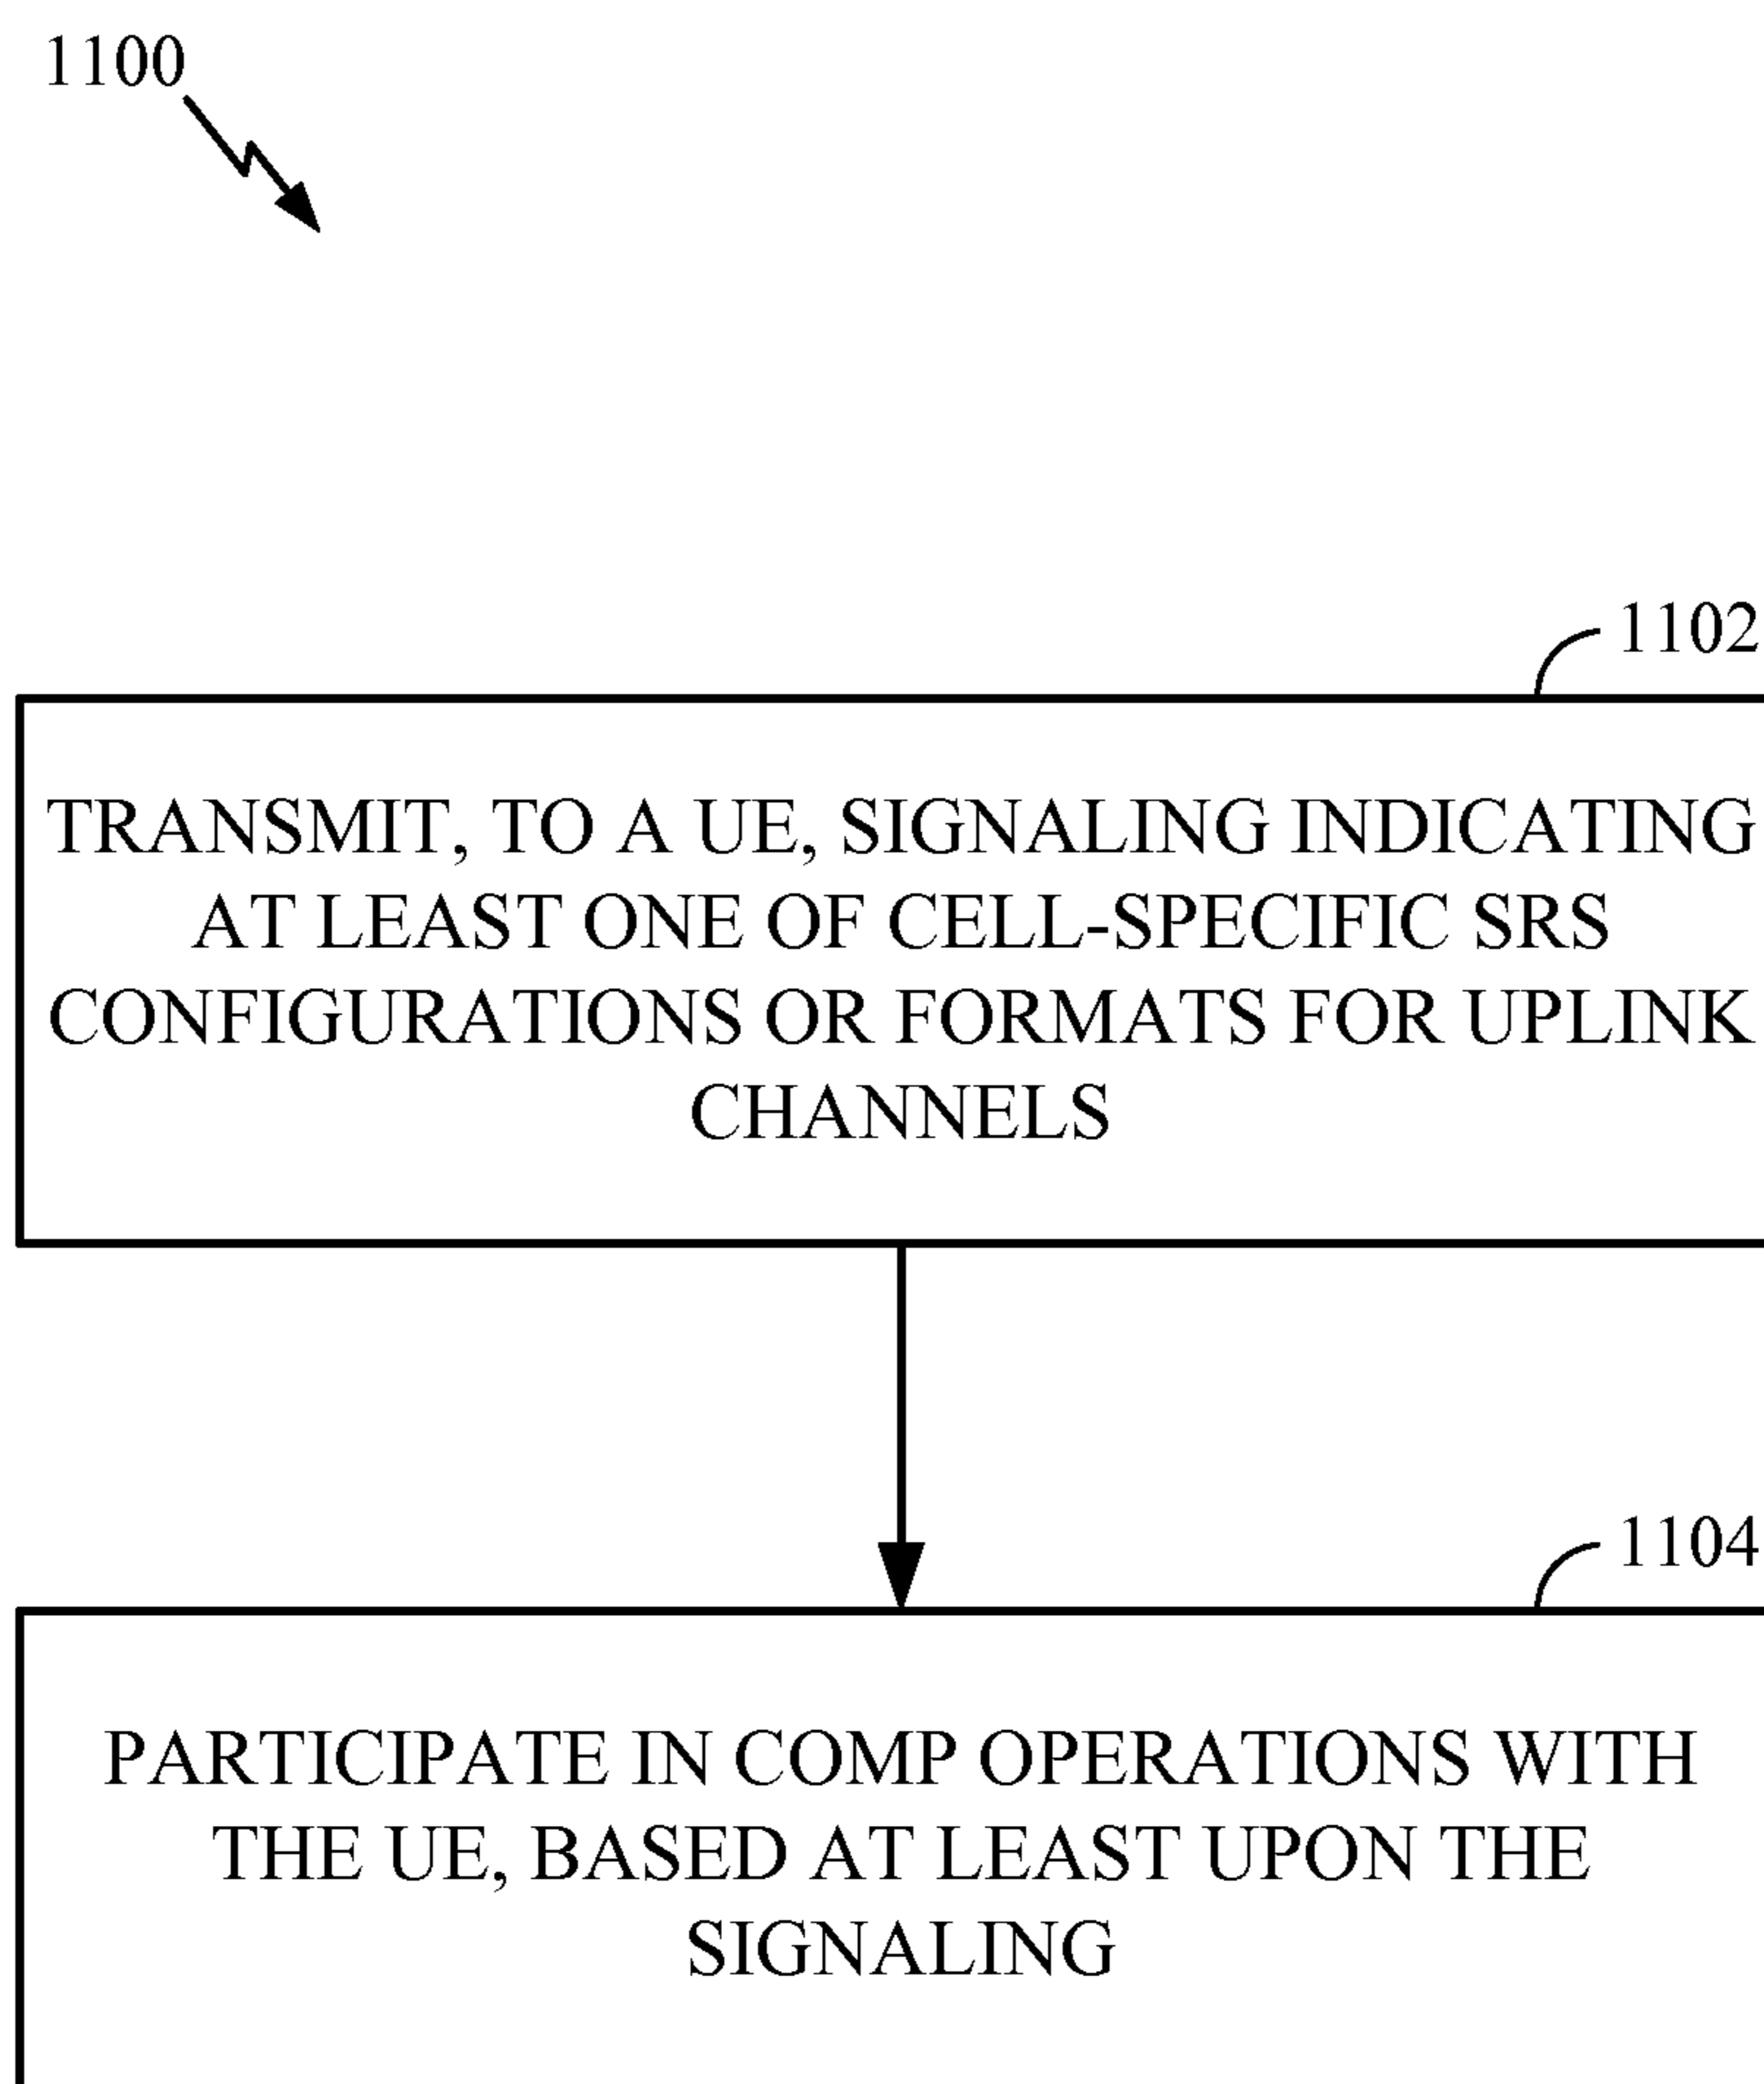 1100
1102
TRANSMIT, TO A UE, SIGNALING INDICATING
AT LEAST ONE OF CELL-SPECIFIC SRS
CONFIGURATIONS OR FORMATS FOR UPLINK
CHANNELS
1104
PARTICIPATE IN COMP OPERATIONS WITH
THE UE, BASED AT LEAST UPON THE
SIGNALING